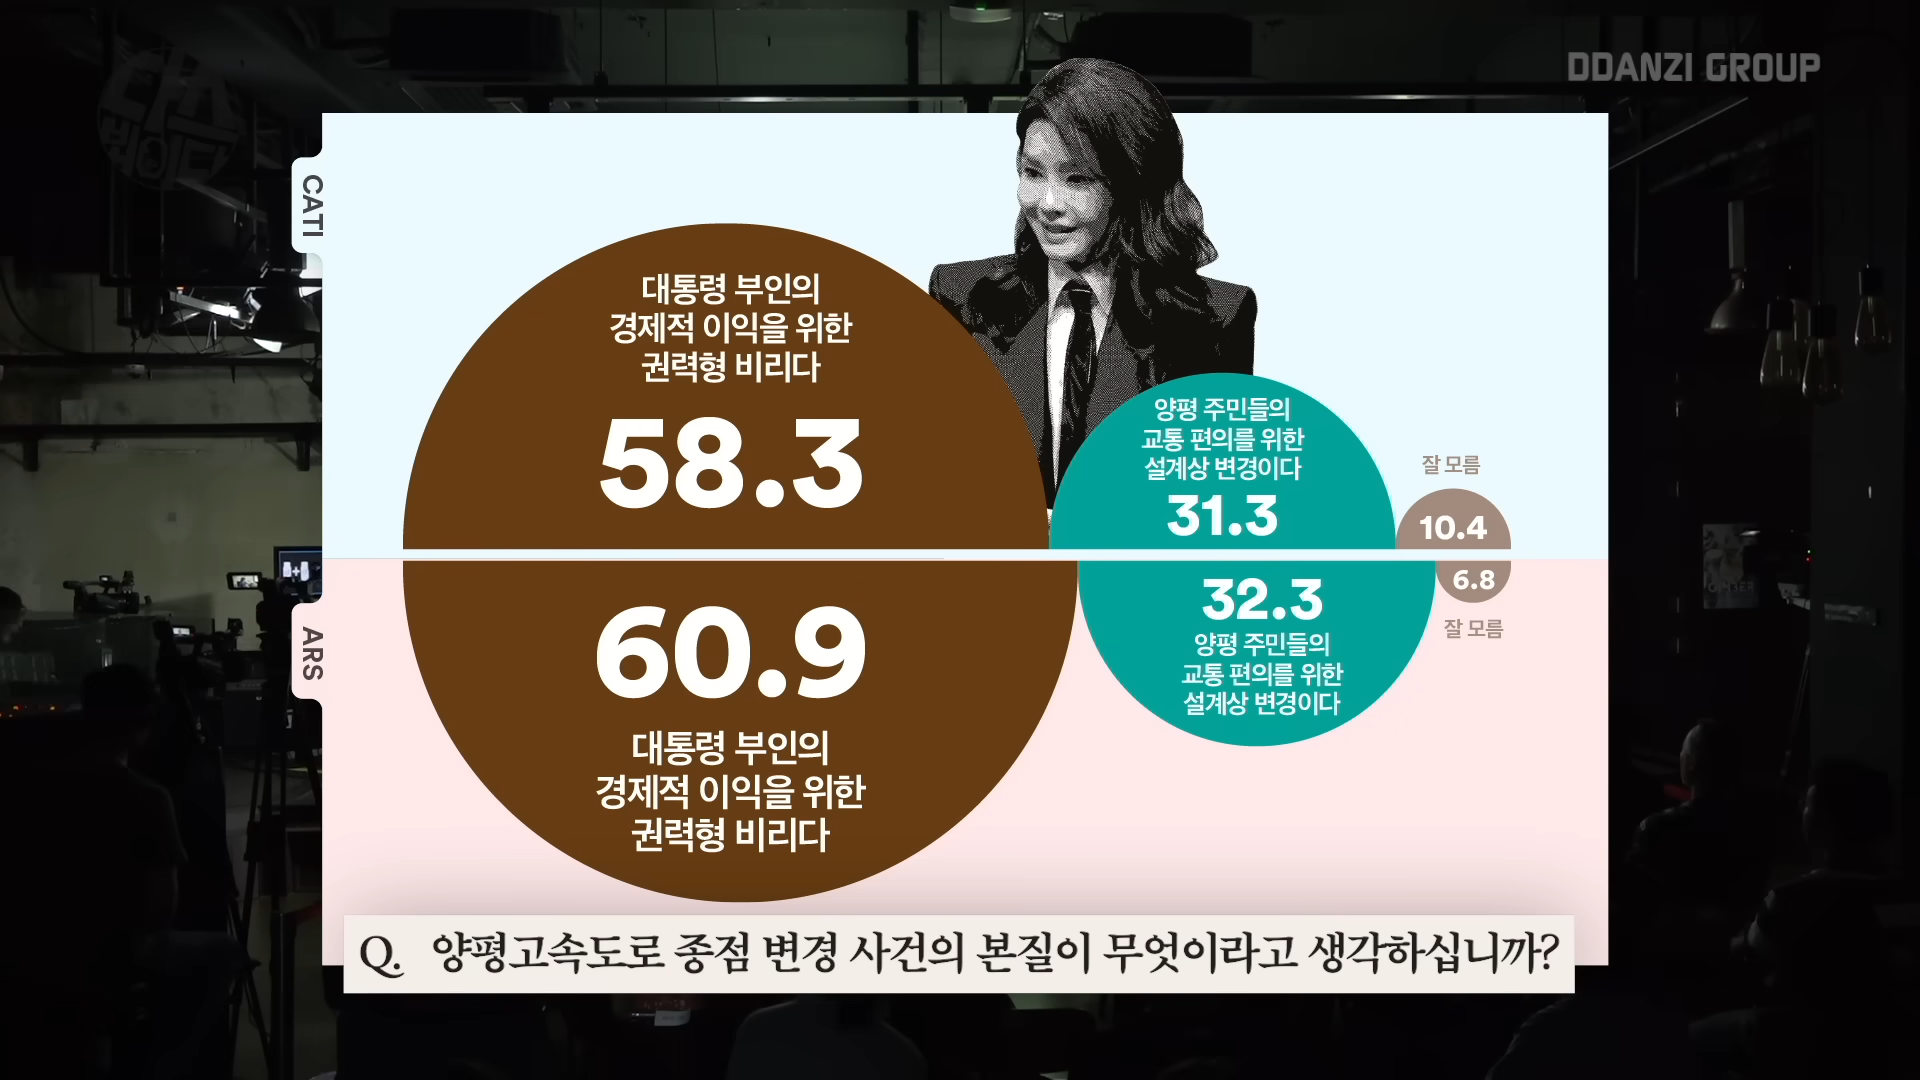 DDANZI GROUP
다스
뵈이다
CATI
대통령 부인의
경제적 이익을 위한
권력형 비리다
58.3
양평 주민들의
교통 편의를 위한
설계상 변경이다
31.3
잘 모름
10.4
ARS
60.9
대통령 부인의
경제적 이익을 위한
권력형 비리다
32.3
양평 주민들의
교통 편의를 위한
설계상 변경이다
6.8
잘 모름
Q. 양평고속도로 종점 변경 사건의 본질이 무엇이라고 생각하십니까?